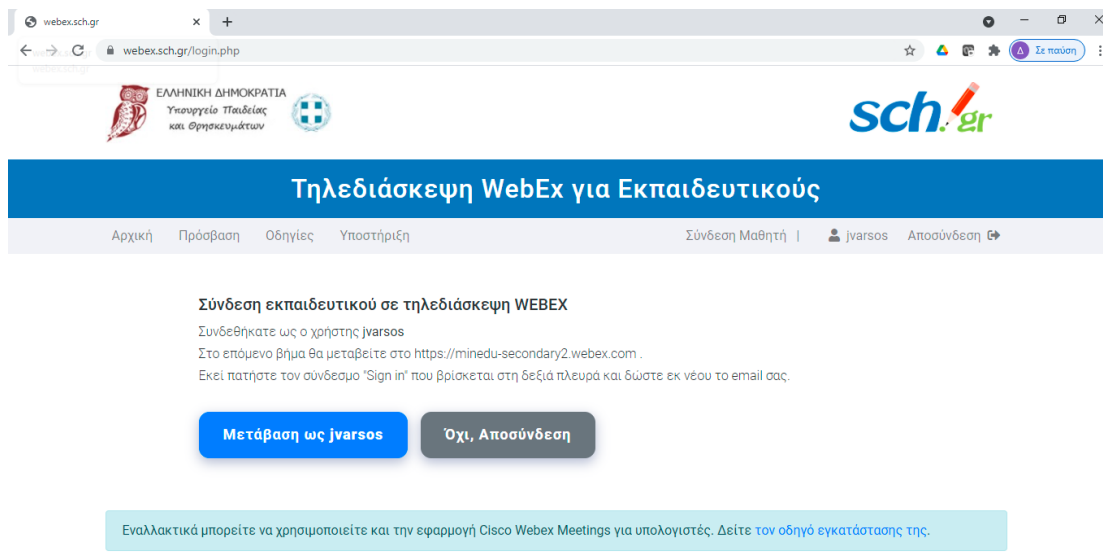 webex.sch.gr
webex.sch.gr/login.php
Δ Σε παύση
ΕΛΛΗΝΙΚΗ ΔΗΜΟΚΡΑΤΙΑ
Υπουργείο Παιδείας
και Θρησκευμάτων
sch.gr
Τηλεδιάσκεψη WebEx για Εκπαιδευτικούς
Αρχική Πρόσβαση Οδηγίες Υποστήριξη Σύνδεση Μαθητή | jvarsos Αποσύνδεση
Σύνδεση εκπαιδευτικού σε τηλεδιάσκεψη WEBEX
Συνδεθήκατε ως ο χρήστης jvarsos
Στο επόμενο βήμα θα μεταβείτε στο https://minedu-secondary2.webex.com .
Εκεί πατήστε τον σύνδεσμο "Sign in" που βρίσκεται στη δεξιά πλευρά και δώστε εκ νέου το email σας.
Μετάβαση ως jvarsos Όχι, Αποσύνδεση
Εναλλακτικά μπορείτε να χρησιμοποιείτε και την εφαρμογή Cisco Webex Meetings για υπολογιστές. Δείτε τον οδηγό εγκατάστασης της.